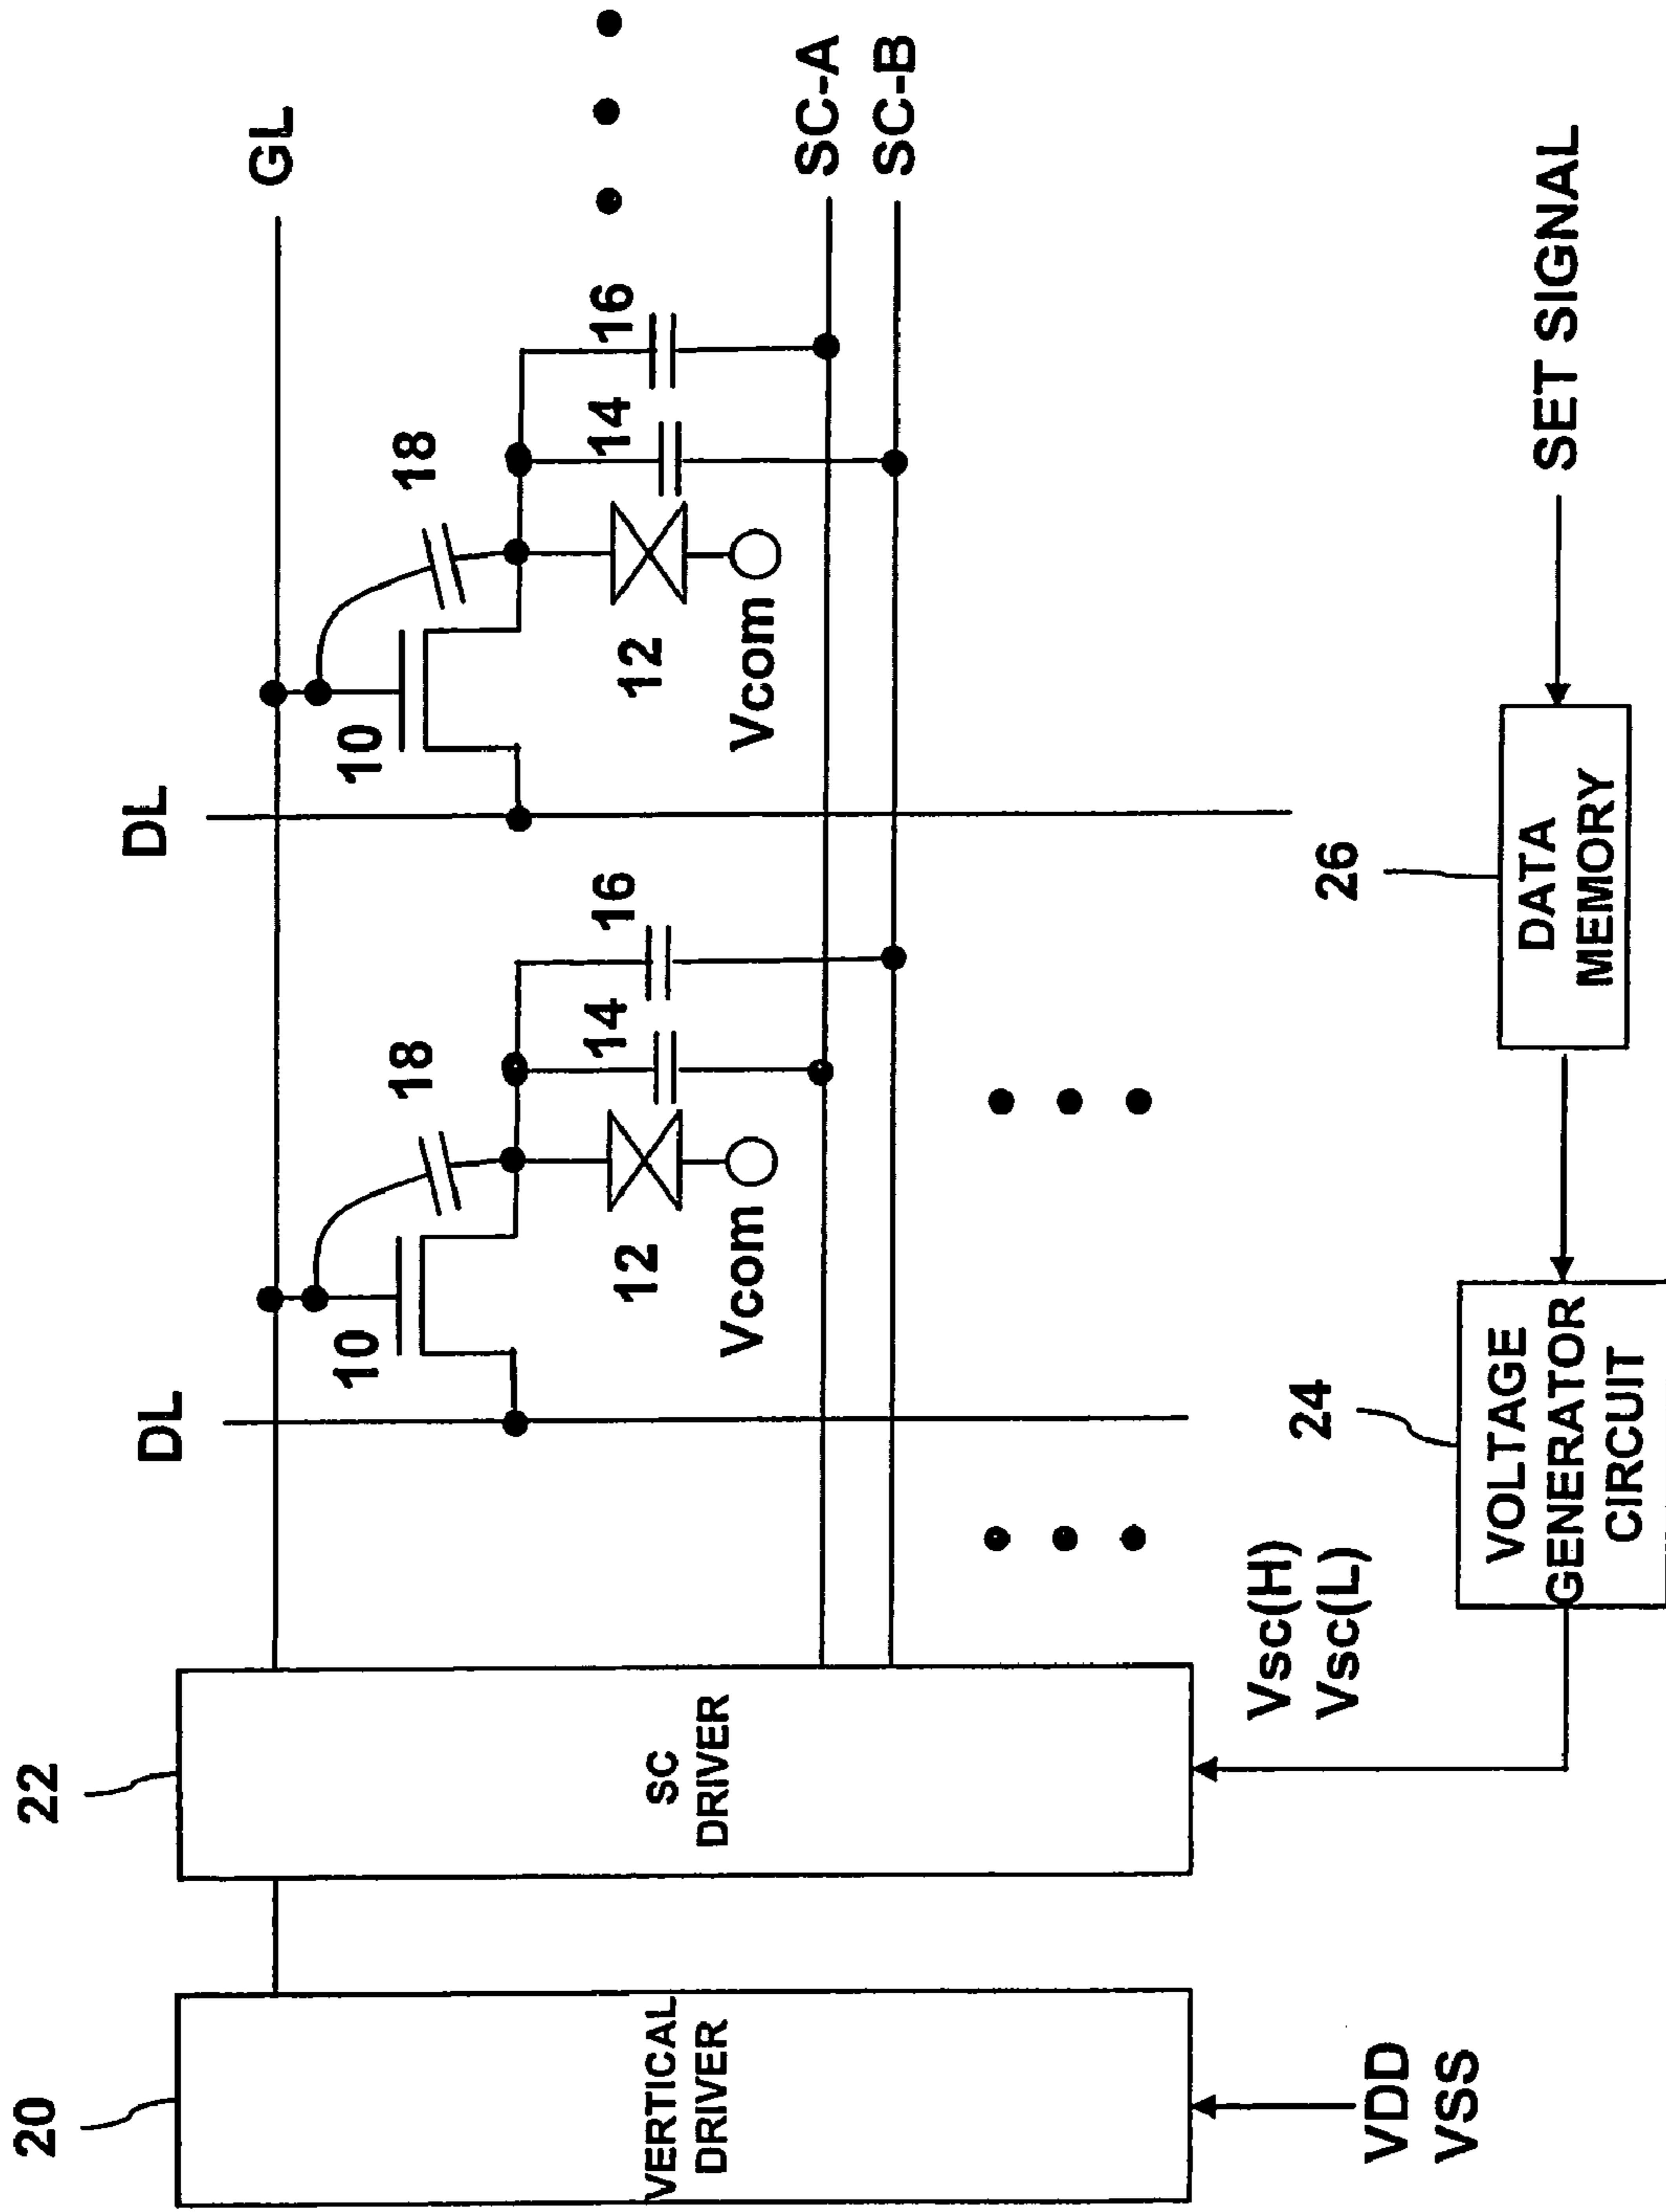 20
22
VERTICAL
DRIVER
SC
DRIVER
VDD
VSS
Vsc(H)
Vsc(L)
24
VOLTAGE
GENERATOR
CIRCUIT
26
DATA
MEMORY
SET SIGNAL
DL
10
18
12
14
16
Vcom
DL
10
18
12
14
16
Vcom
GL
SC-A
SC-B